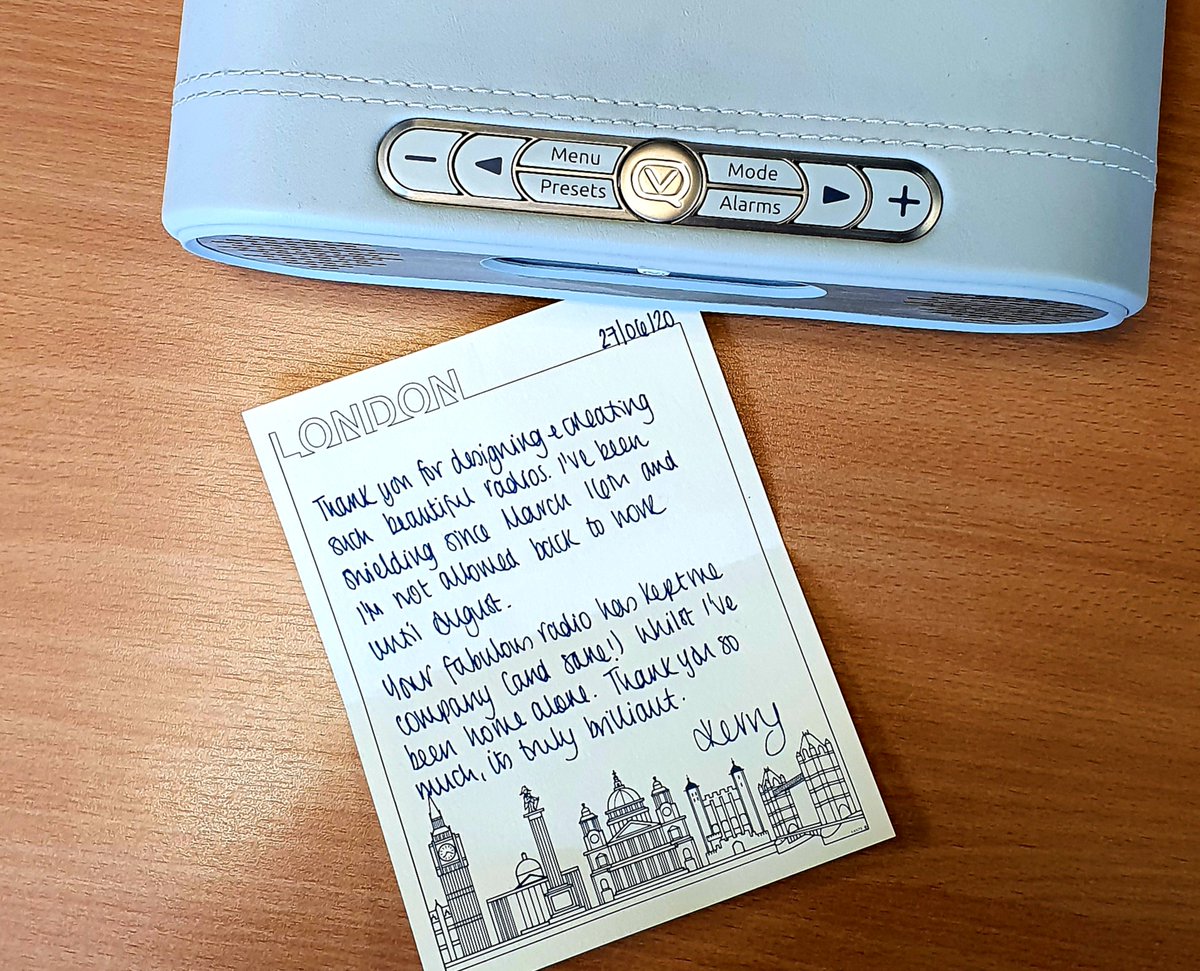 −
◀
Menu
Presets
Mode
Alarms
▶
+
27/06/20
LONDON
Thank you for designing & creating
such beautiful radios. I've been
shielding since March 16th and
I'm not allowed back to work
until August.
Your fabulous radio has kept me
company (and sane!) whilst I've
been home alone. Thank you so
much, its truly brilliant.
Kerry